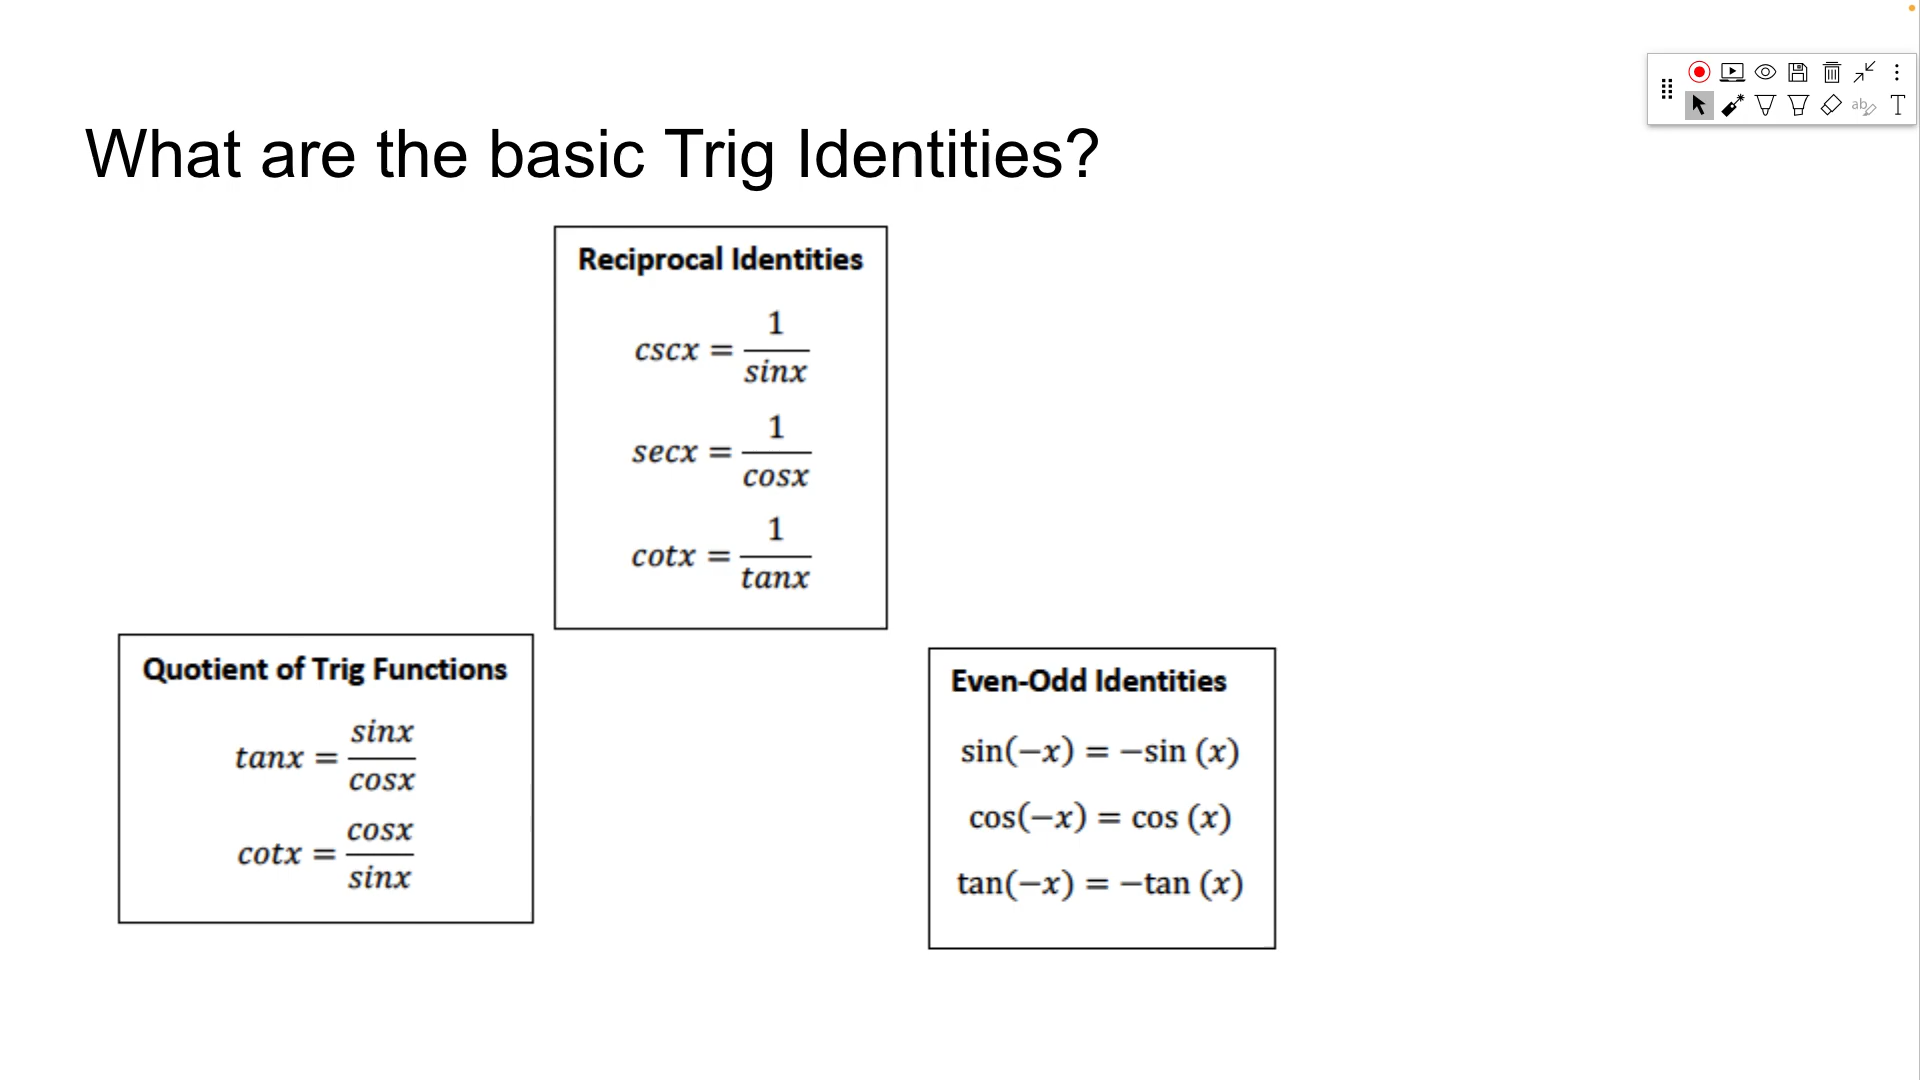 What are the basic Trig Identities?
Reciprocal Identities
cscx = 1/sinx
secx = 1/cosx
cotx = 1/tanx
Quotient of Trig Functions
tanx = sinx/cosx
cotx = cosx/sinx
Even-Odd Identities
sin(−x) = −sin (x)
cos(−x) = cos (x)
tan(−x) = −tan (x)
ab
T